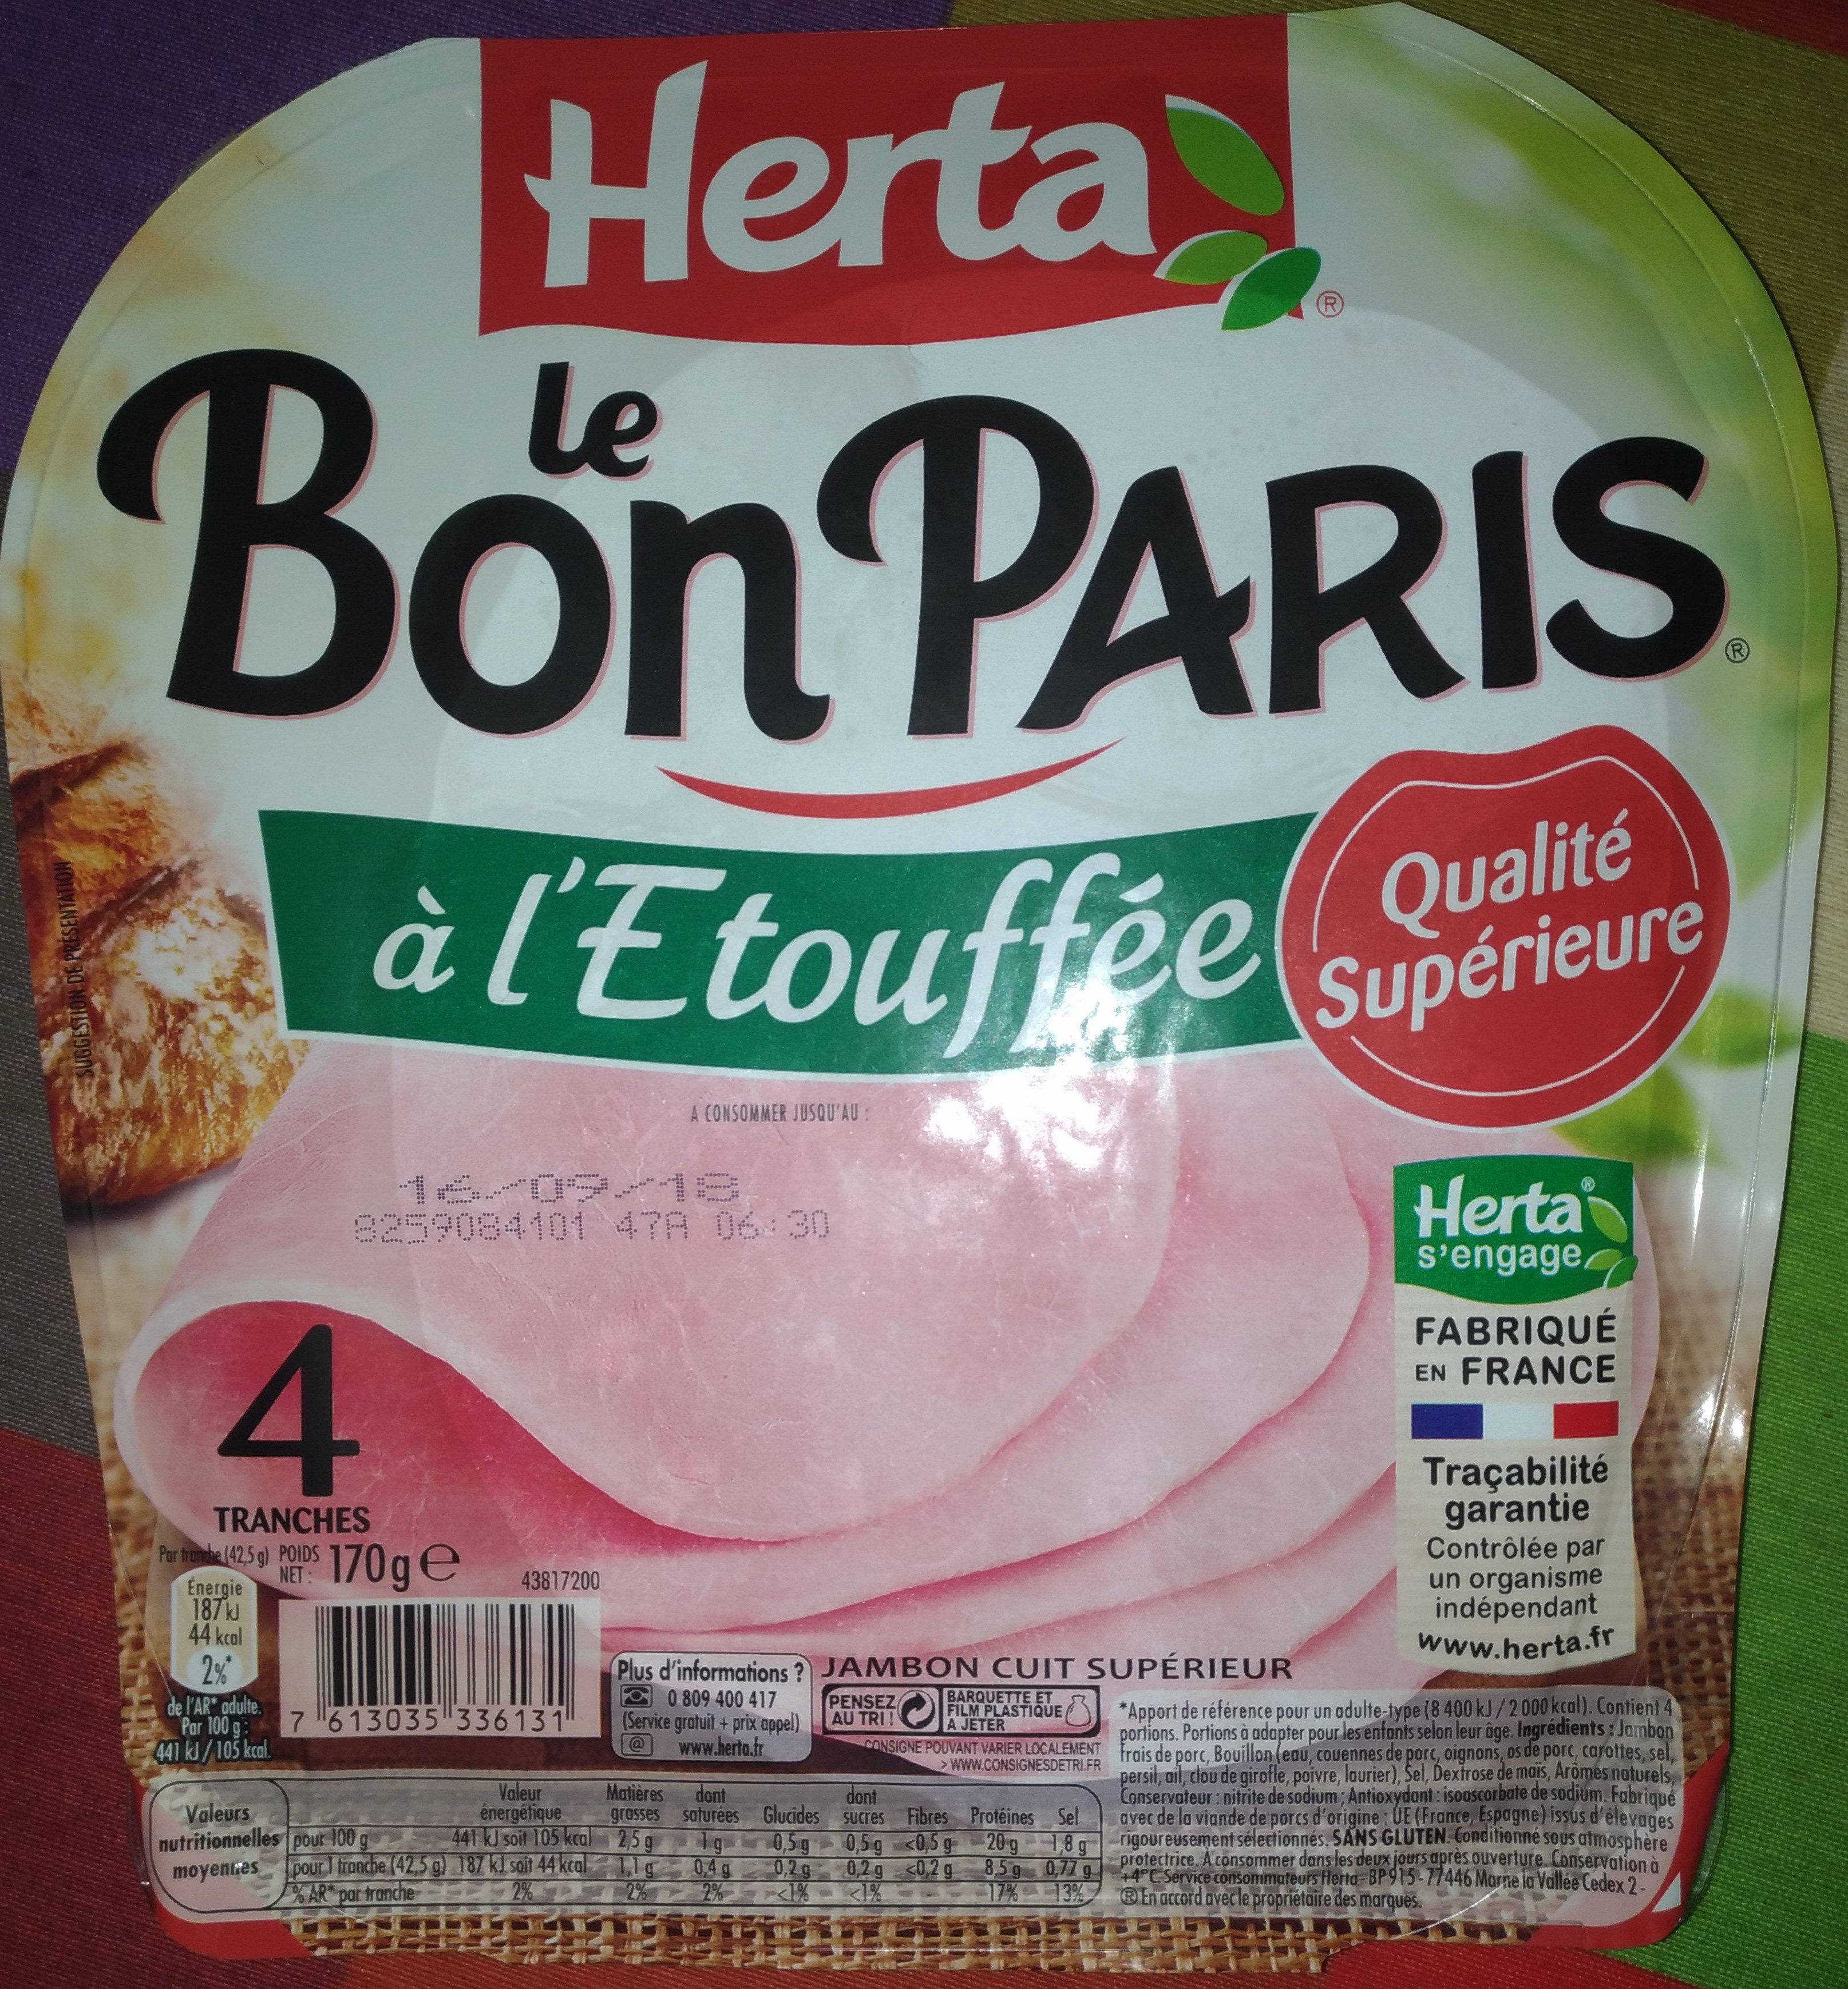 Herta
®
le
Bon PARIS
®
à l'Etouffée
Qualité
Supérieure
SUGGESTION DE PRÉSENTATION
A CONSOMMER JUSQU'AU :
16/09/18
8259084101 47A 06:30
Herta®
s'engage
FABRIQUÉ
EN FRANCE
Traçabilité
garantie
Contrôlée par
un organisme
indépendant
www.herta.fr
4
TRANCHES
Par tranche (42,5 g)
POIDS
NET :
170g e
43817200
Énergie
187 kJ
44 kcal
2%*
de l'AR* adulte.
Par 100 g :
441 kJ / 105 kcal.
7 613035 336131
Plus d'informations ?
0 809 400 417
(Service gratuit + prix appel)
@ www.herta.fr
JAMBON CUIT SUPÉRIEUR
PENSEZ
AU TRI !
BARQUETTE ET
FILM PLASTIQUE
À JETER
CONSIGNE POUVANT VARIER LOCALEMENT
> WWW.CONSIGNESDETRI.FR
*Apport de référence pour un adulte-type (8 400 kJ / 2 000 kcal). Contient 4
portions. Portions à adapter pour les enfants selon leur âge. Ingrédients : Jambon
frais de porc, Bouillon (eau, couennes de porc, oignons, os de porc, carottes, sel,
persil, ail, clou de girofle, poivre, laurier), Sel, Dextrose de maïs, Arômes naturels,
Conservateur : nitrite de sodium ; Antioxydant : isoascorbate de sodium. Fabriqué
avec de la viande de porcs d'origine : UE (France, Espagne) issus d'élevages
rigoureusement sélectionnés. SANS GLUTEN. Conditionné sous atmosphère
protectrice. A consommer dans les deux jours après ouverture. Conservation à
+4°C. Service consommateurs Herta - BP 915 - 77446 Marne la Vallée Cedex 2 -
® En accord avec le propriétaire des marques.
Valeurs
nutritionnelles
moyennes
Valeur énergétique Matières grasses dont saturées Glucides dont sucres Fibres Protéines Sel
pour 100 g 441 kJ soit 105 kcal 2,5 g 1 g 0,5 g 0,5 g <0,5 g 20 g 1,8 g
pour 1 tranche (42,5 g) 187 kJ soit 44 kcal 1,1 g 0,4 g 0,2 g 0,2 g <0,2 g 8,5 g 0,77 g
% AR* par tranche 2% 2% 2% <1% <1% - 17% 13%